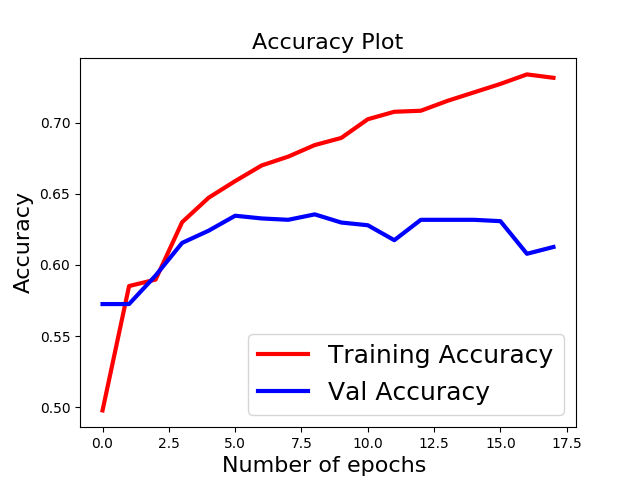 Accuracy Plot
Accuracy
0.70
0.65
0.60
0.55
0.50
Training Accuracy
Val Accuracy
0.0 2.5 5.0 7.5 10.0 12.5 15.0 17.5
Number of epochs